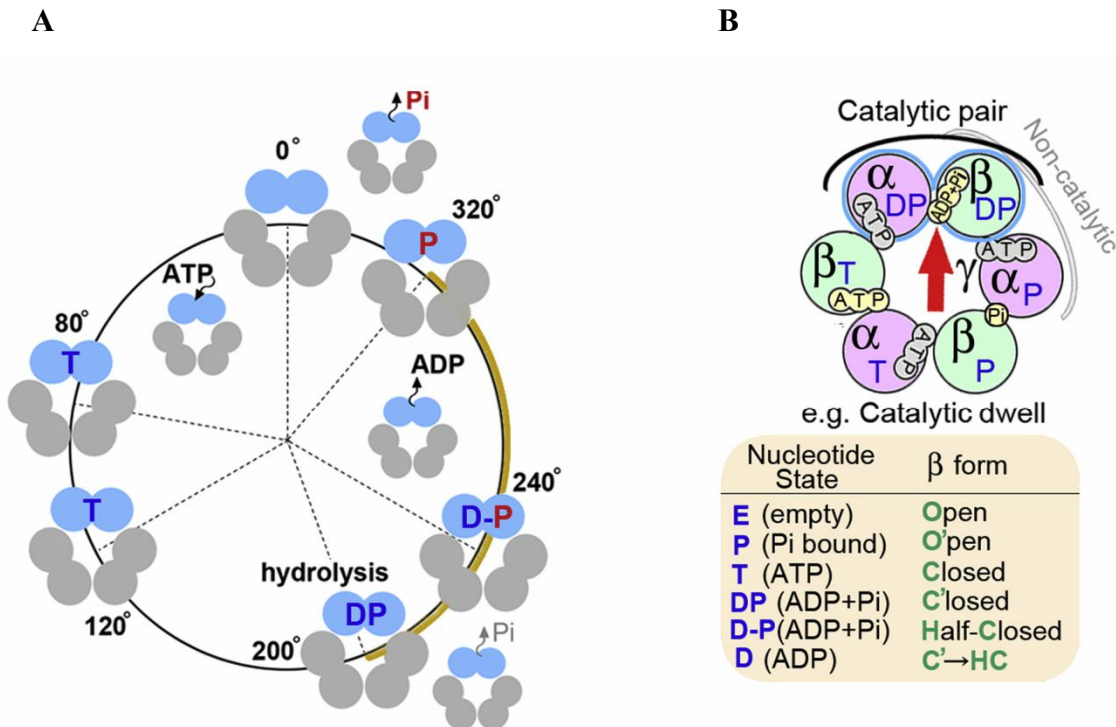 A
Pi
0°
320°
P
ATP
80°
T
ADP
240°
T
D-P
hydrolysis
120°
DP
200°
Pi
B
Catalytic pair
Non-catalytic
α
DP
ADP+Pi
β
DP
ATP
ATP
β
T
γ
α
P
ATP
Pi
α
T
ATP
β
P
e.g. Catalytic dwell
Nucleotide State β form
E (empty) Open
P (Pi bound) O'pen
T (ATP) Closed
DP (ADP+Pi) C'losed
D-P(ADP+Pi) Half-Closed
D (ADP) C'→HC